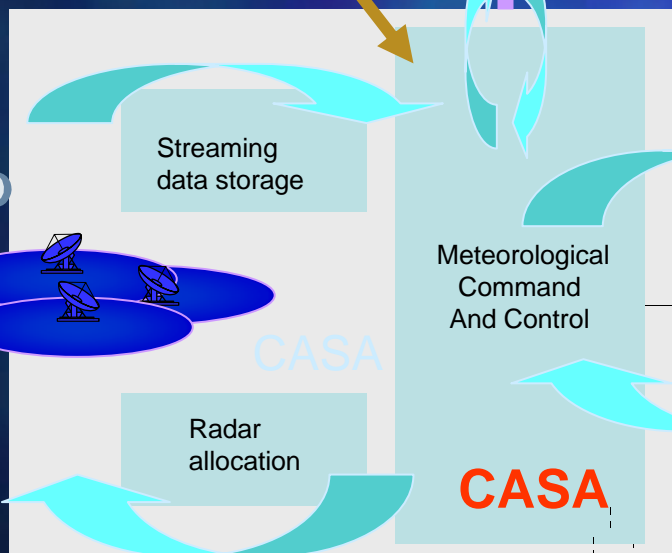 Streaming
data storage
Meteorological
Command
And Control
CASA
Radar
allocation
CASA